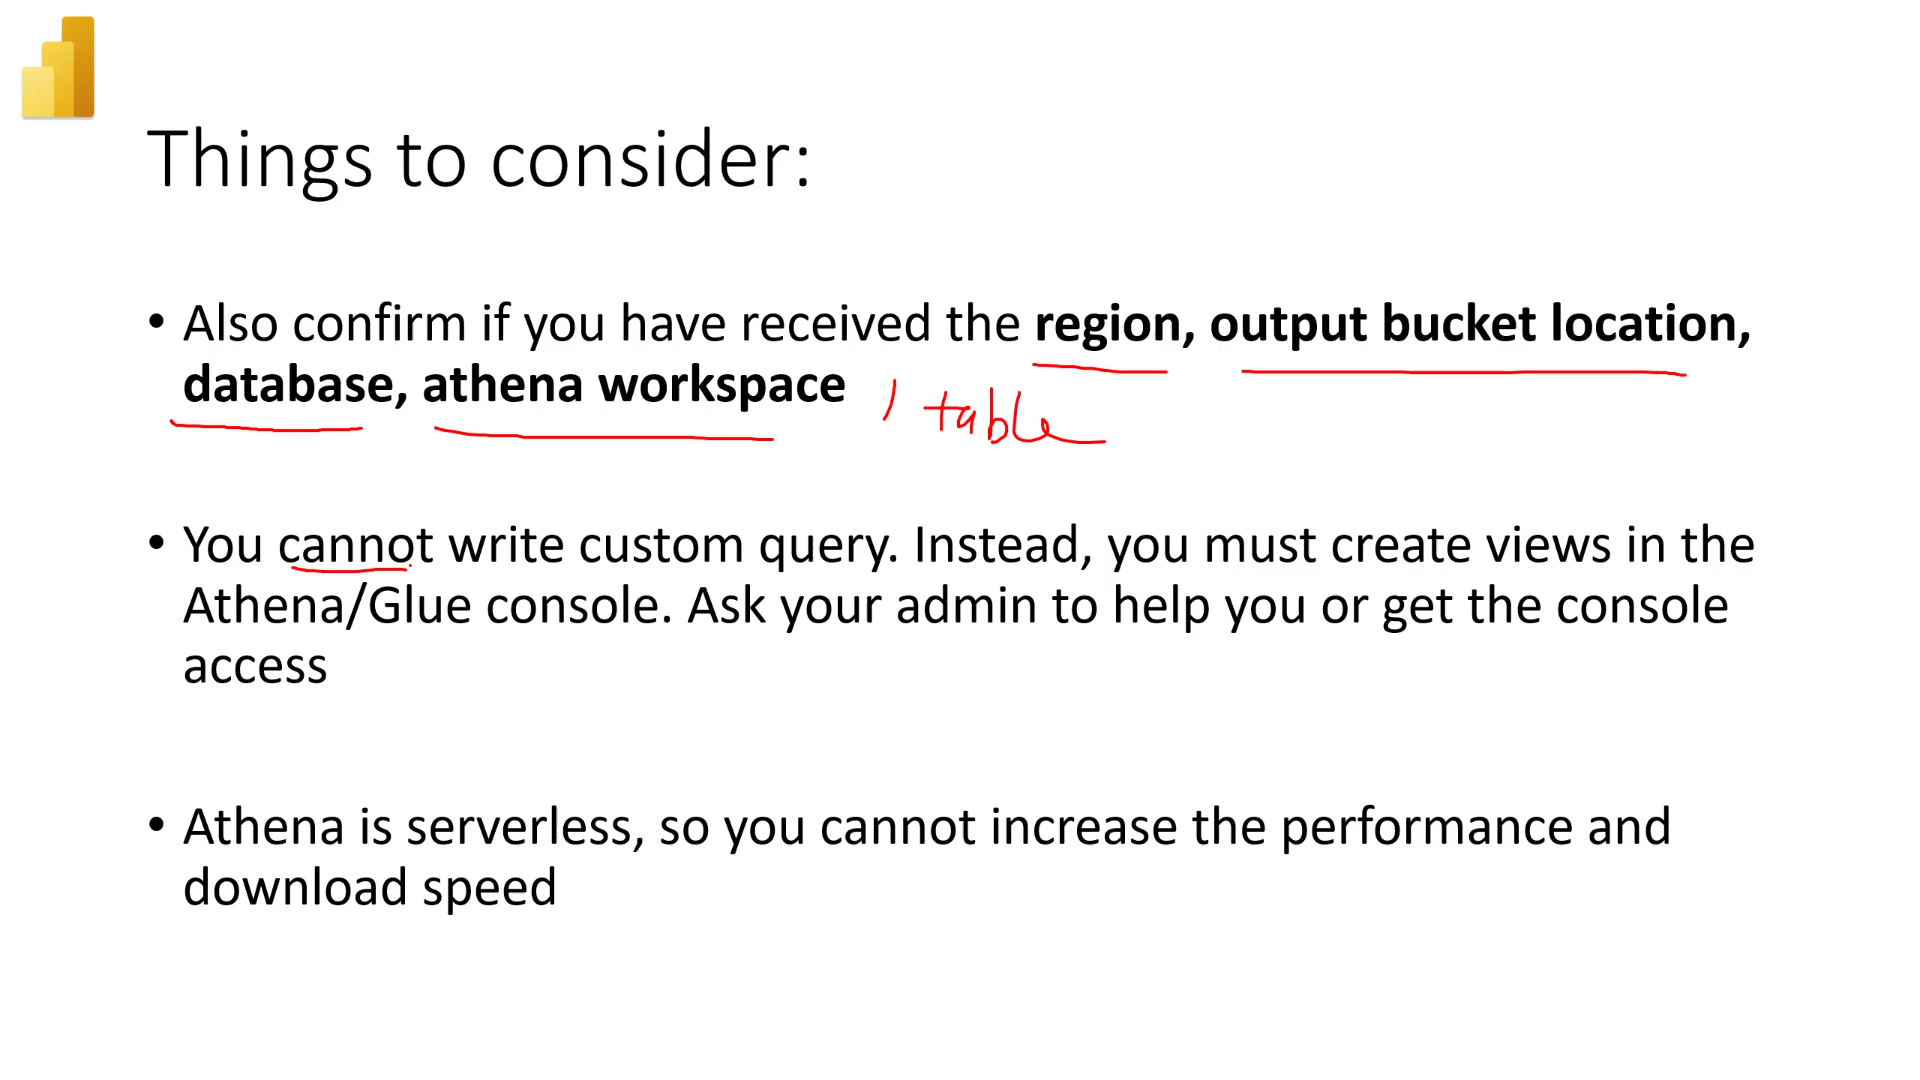 Things to consider:
• Also confirm if you have received the region, output bucket location,
database, athena workspace , table
• You cannot write custom query. Instead, you must create views in the
Athena/Glue console. Ask your admin to help you or get the console
access
• Athena is serverless, so you cannot increase the performance and
download speed